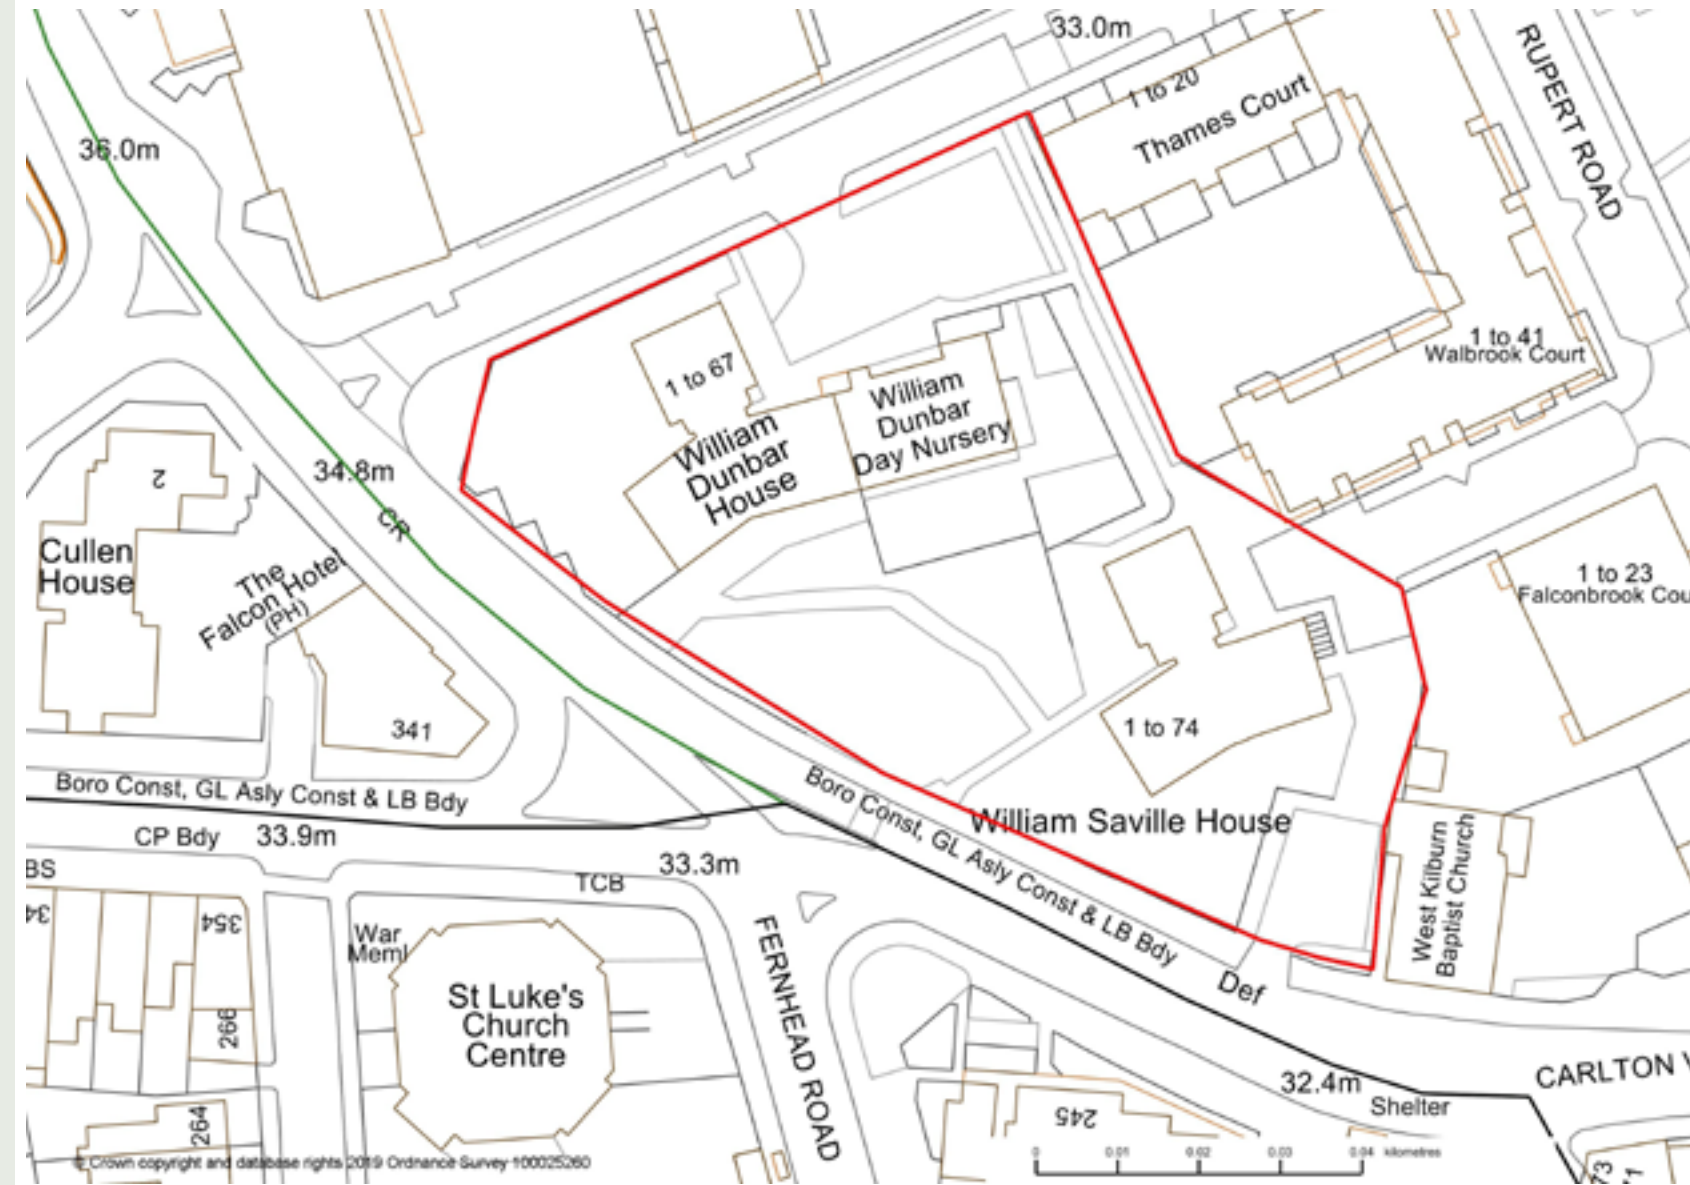 33.0m
RUPERT ROAD
1 to 20
Thames Court
36.0m
1 to 41
Walbrook Court
1 to 67
William
Dunbar
House
William
Dunbar
Day Nursery
34.8m
CR
2
Cullen
House
The
Falcon Hotel
(PH)
341
1 to 23
Falconbrook Cou
1 to 74
William Saville House
Boro Const, GL Asly Const & LB Bdy
CP Bdy
33.9m
33.3m
TCB
BS
34
354
War
Meml
St Luke's
Church
Centre
266
264
FERNHEAD ROAD
Boro Const, GL Asly Const & LB Bdy
Def
West Kilburn
Baptist Church
CARLTON V
32.4m
Shelter
245
73
71
© Crown copyright and database rights 2019 Ordnance Survey 100025260
0 0.01 0.02 0.03 0.04 kilometres